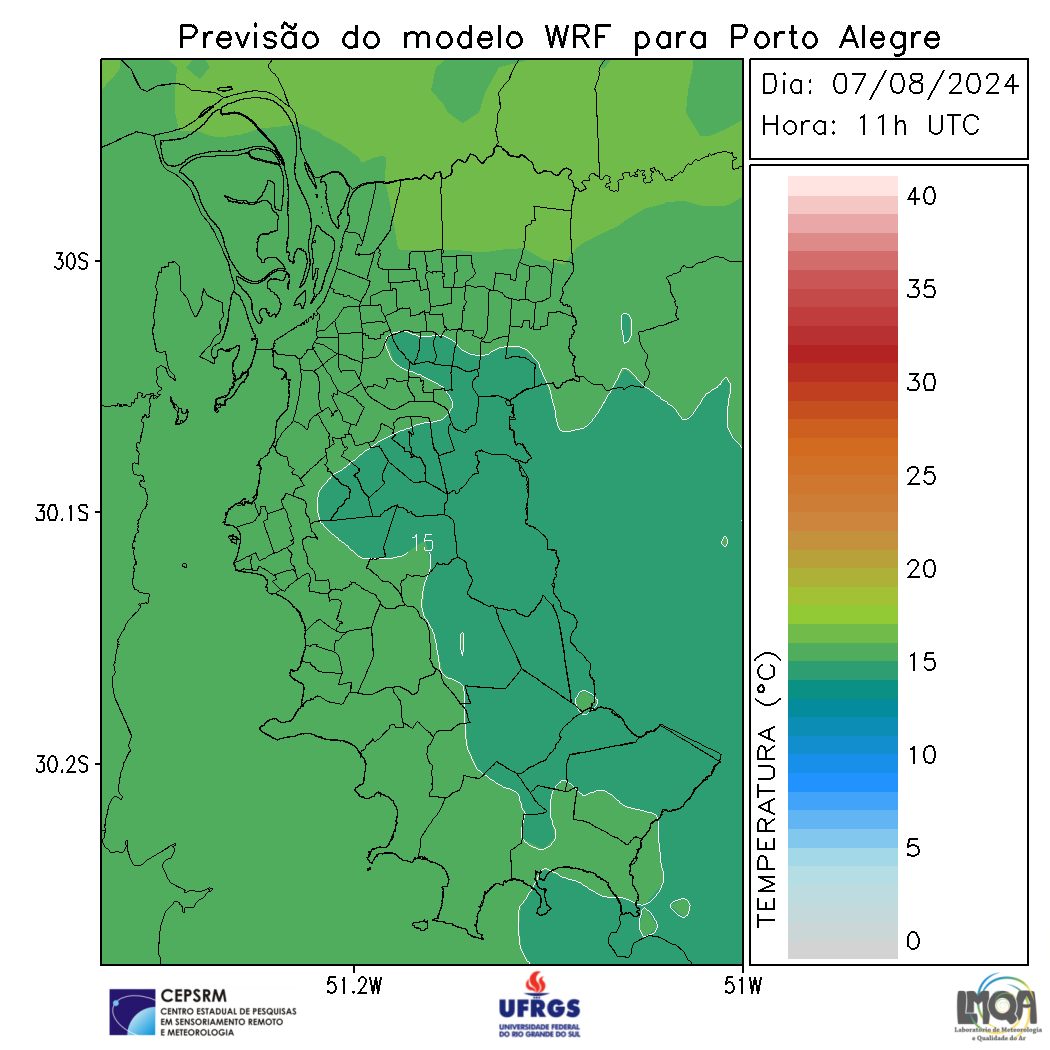 Previsão do modelo WRF para Porto Alegre
Dia: 07/08/2024
Hora: 11h UTC
30S
30.1S
30.2S
51.2W
51W
15
40
35
30
25
20
15
10
5
0
TEMPERATURA (°C)
CEPSRM
CENTRO ESTADUAL DE PESQUISAS
EM SENSORIAMENTO REMOTO
E METEOROLOGIA
UFRGS
UNIVERSIDADE FEDERAL
DO RIO GRANDE DO SUL
LMQA
Laboratório de Meteorologia
e Qualidade do Ar